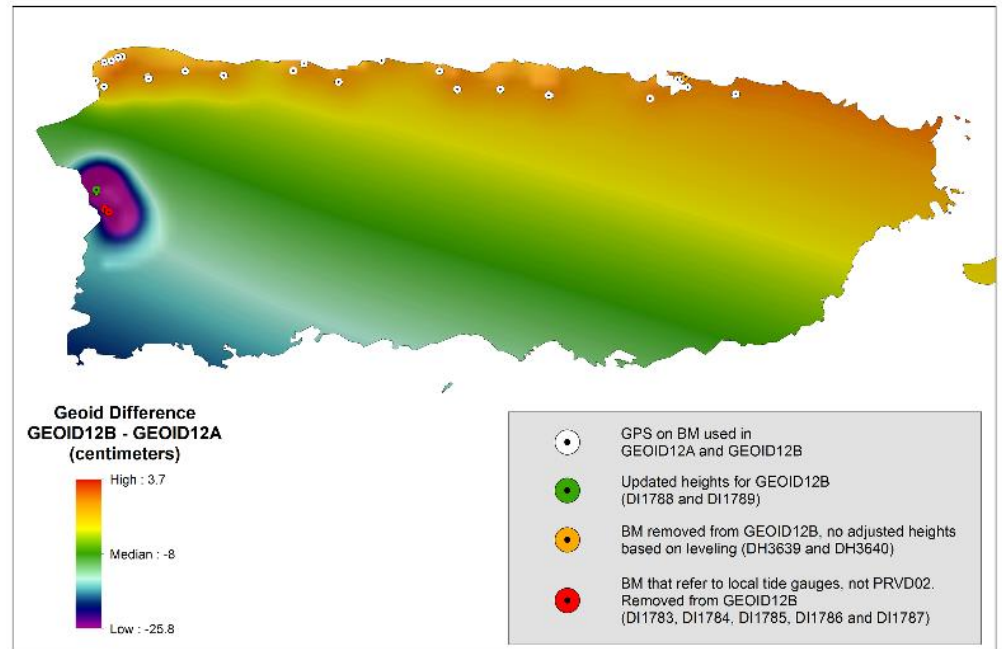 Geoid Difference
GEOID12B - GEOID12A
(centimeters)
High : 3.7
Median : -8
Low : -25.8
GPS on BM used in
GEOID12A and GEOID12B
Updated heights for GEOID12B
(DI1788 and DI1789)
BM removed from GEOID12B, no adjusted heights
based on leveling (DH3639 and DH3640)
BM that refer to local tide gauges, not PRVD02.
Removed from GEOID12B
(DI1783, DI1784, DI1785, DI1786 and DI1787)